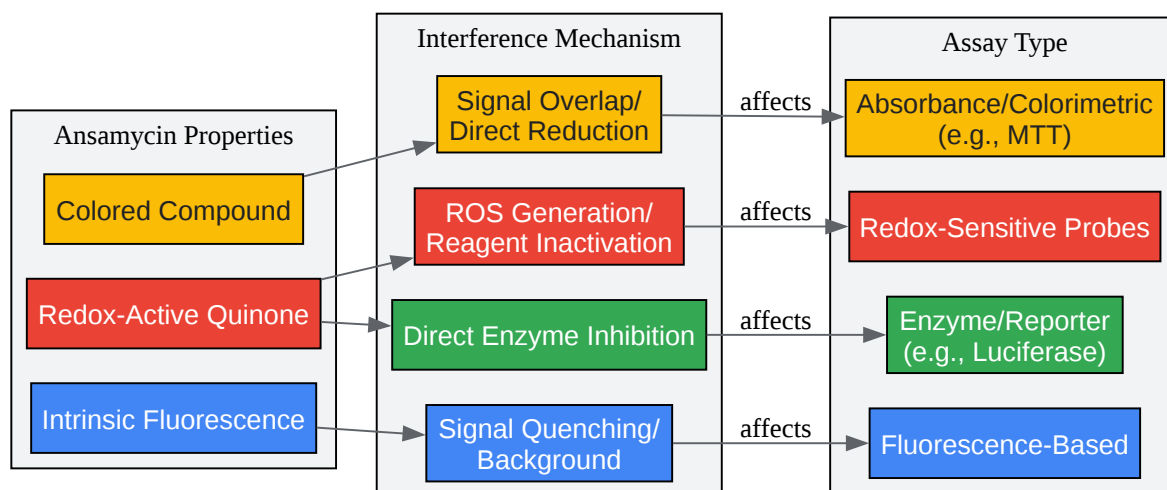 Ansamycin Properties
Colored Compound
Redox-Active Quinone
Intrinsic Fluorescence
Interference Mechanism
Signal Overlap/
Direct Reduction
ROS Generation/
Reagent Inactivation
Direct Enzyme Inhibition
Signal Quenching/
Background
affects
affects
affects
affects
Assay Type
Absorbance/Colorimetric
(e.g., MTT)
Redox-Sensitive Probes
Enzyme/Reporter
(e.g., Luciferase)
Fluorescence-Based